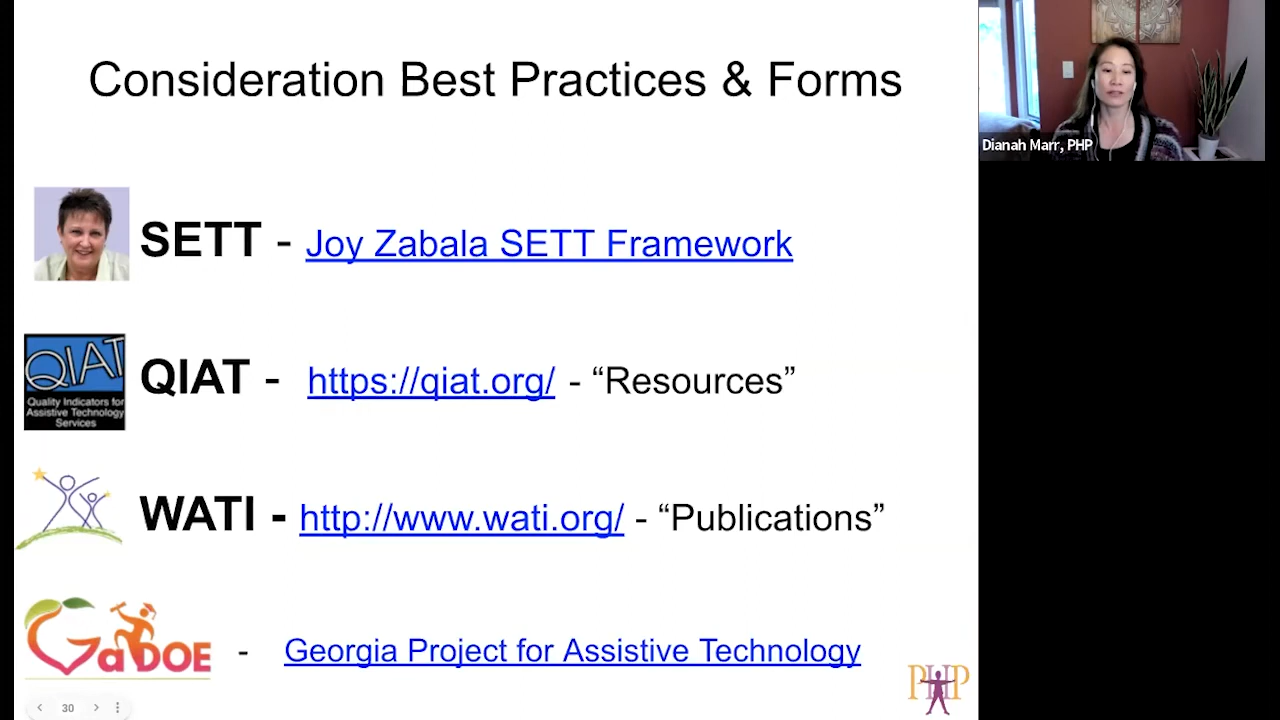 Consideration Best Practices & Forms
Dianah Marr, PHP
SETT - Joy Zabala SETT Framework
QIAT
Quality Indicators for
Assistive Technology
Services
QIAT - https://qiat.org/ - “Resources”
WATI - http://www.wati.org/ - “Publications”
GaDOE - Georgia Project for Assistive Technology
PHP
30